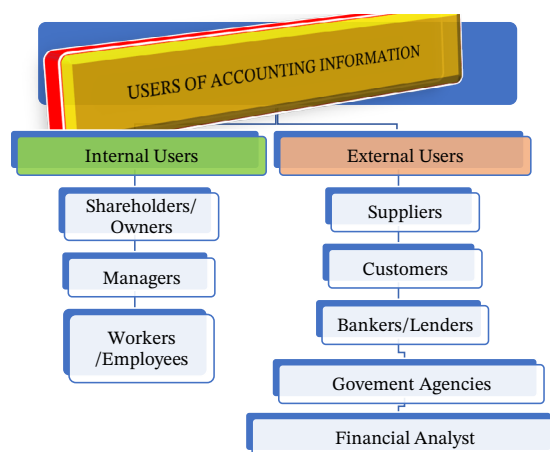 USERS OF ACCOUNTING INFORMATION
Internal Users
Shareholders/
Owners
Managers
Workers
/Employees
External Users
Suppliers
Customers
Bankers/Lenders
Govement Agencies
Financial Analyst